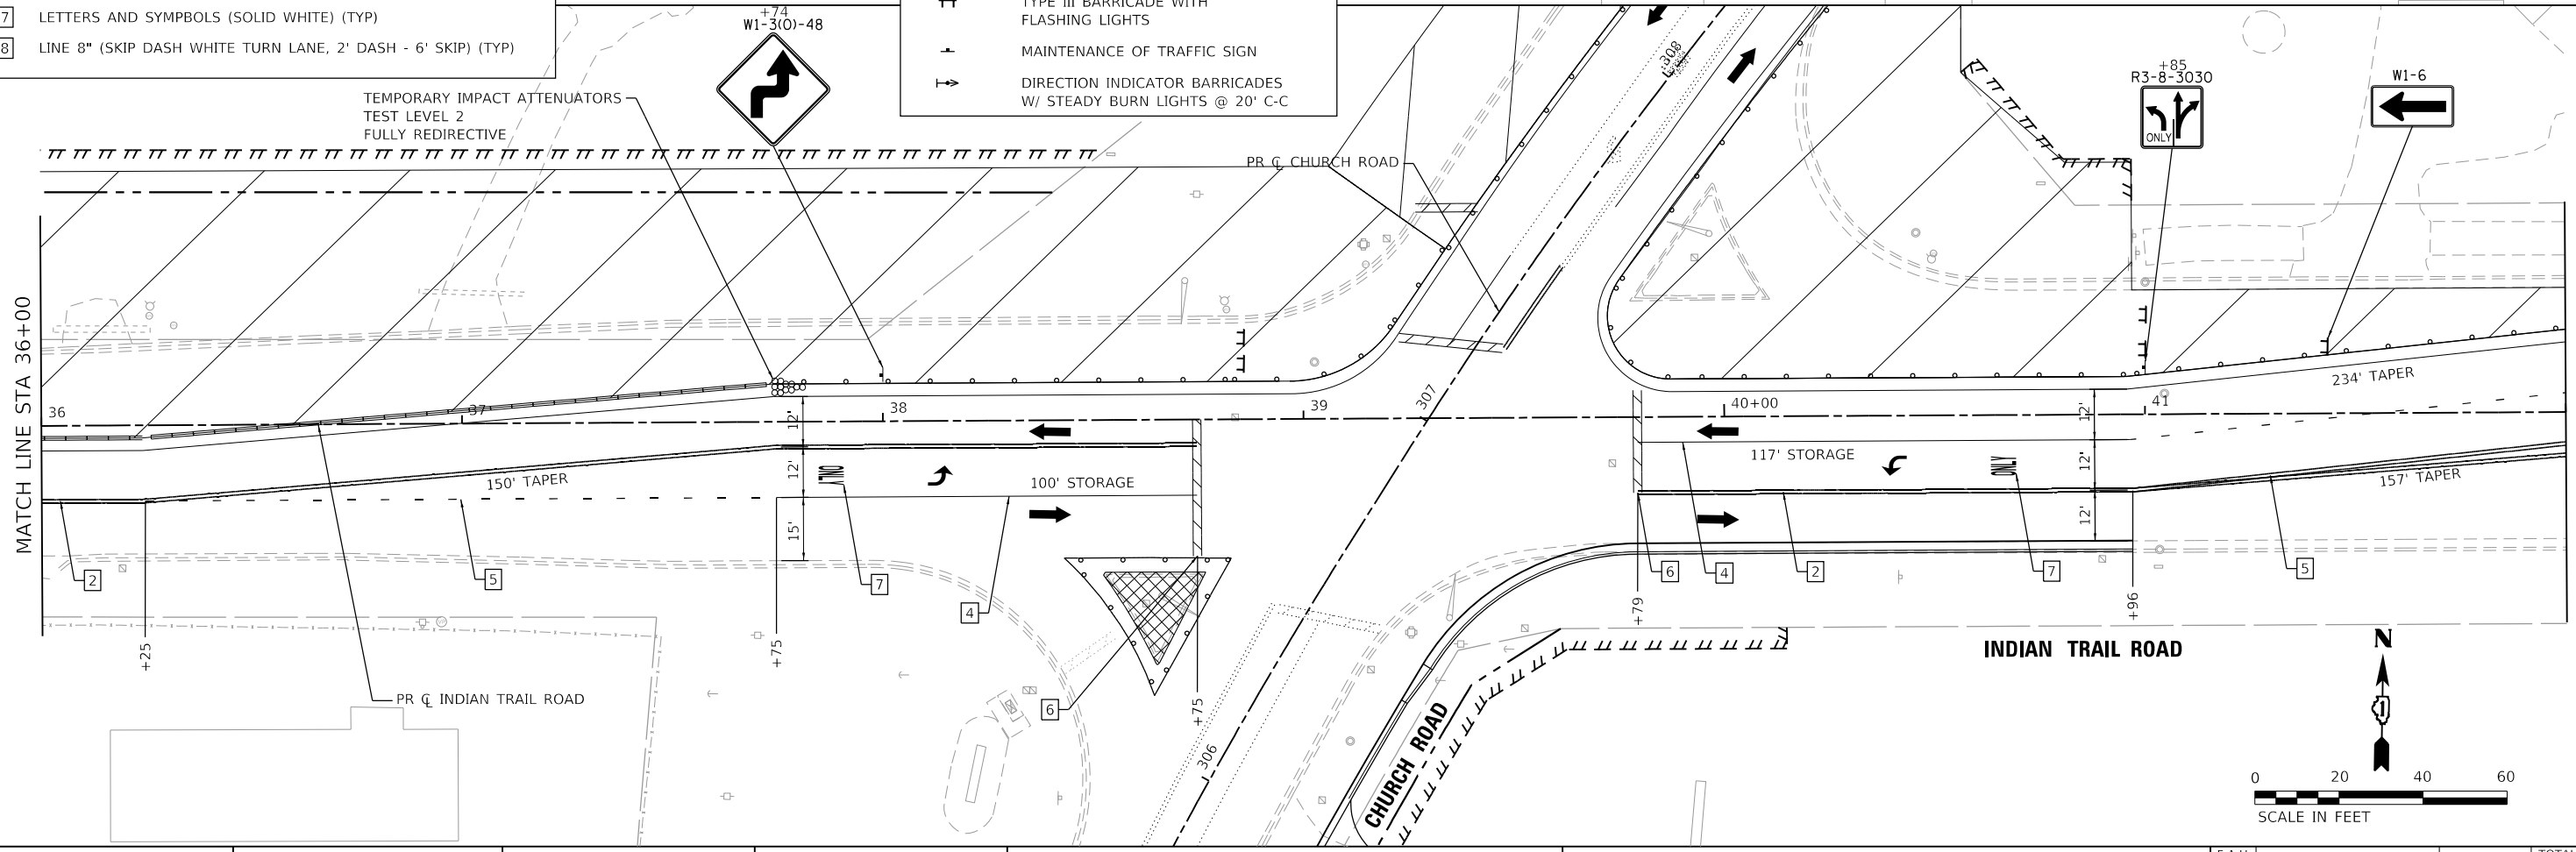 7 LETTERS AND SYMPBOLS (SOLID WHITE) (TYP)
8 LINE 8" (SKIP DASH WHITE TURN LANE, 2' DASH - 6' SKIP) (TYP)
+74
W1-3(O)-48
TYPE III BARRICADE WITH
FLASHING LIGHTS
MAINTENANCE OF TRAFFIC SIGN
DIRECTION INDICATOR BARRICADES
W/ STEADY BURN LIGHTS @ 20' C-C
TEMPORARY IMPACT ATTENUATORS
TEST LEVEL 2
FULLY REDIRECTIVE
PR ℄ CHURCH ROAD
308
+85
R3-8-3030
ONLY
W1-6
MATCH LINE STA 36+00
36
37
38
39
307
40+00
41
234' TAPER
12'
12'
15'
150' TAPER
100' STORAGE
117' STORAGE
12'
12'
12'
157' TAPER
2
5
7
4
6
6
4
2
7
5
+25
+75
+75
+79
+96
PR ℄ INDIAN TRAIL ROAD
306
CHURCH ROAD
INDIAN TRAIL ROAD
N
1
0 20 40 60
SCALE IN FEET